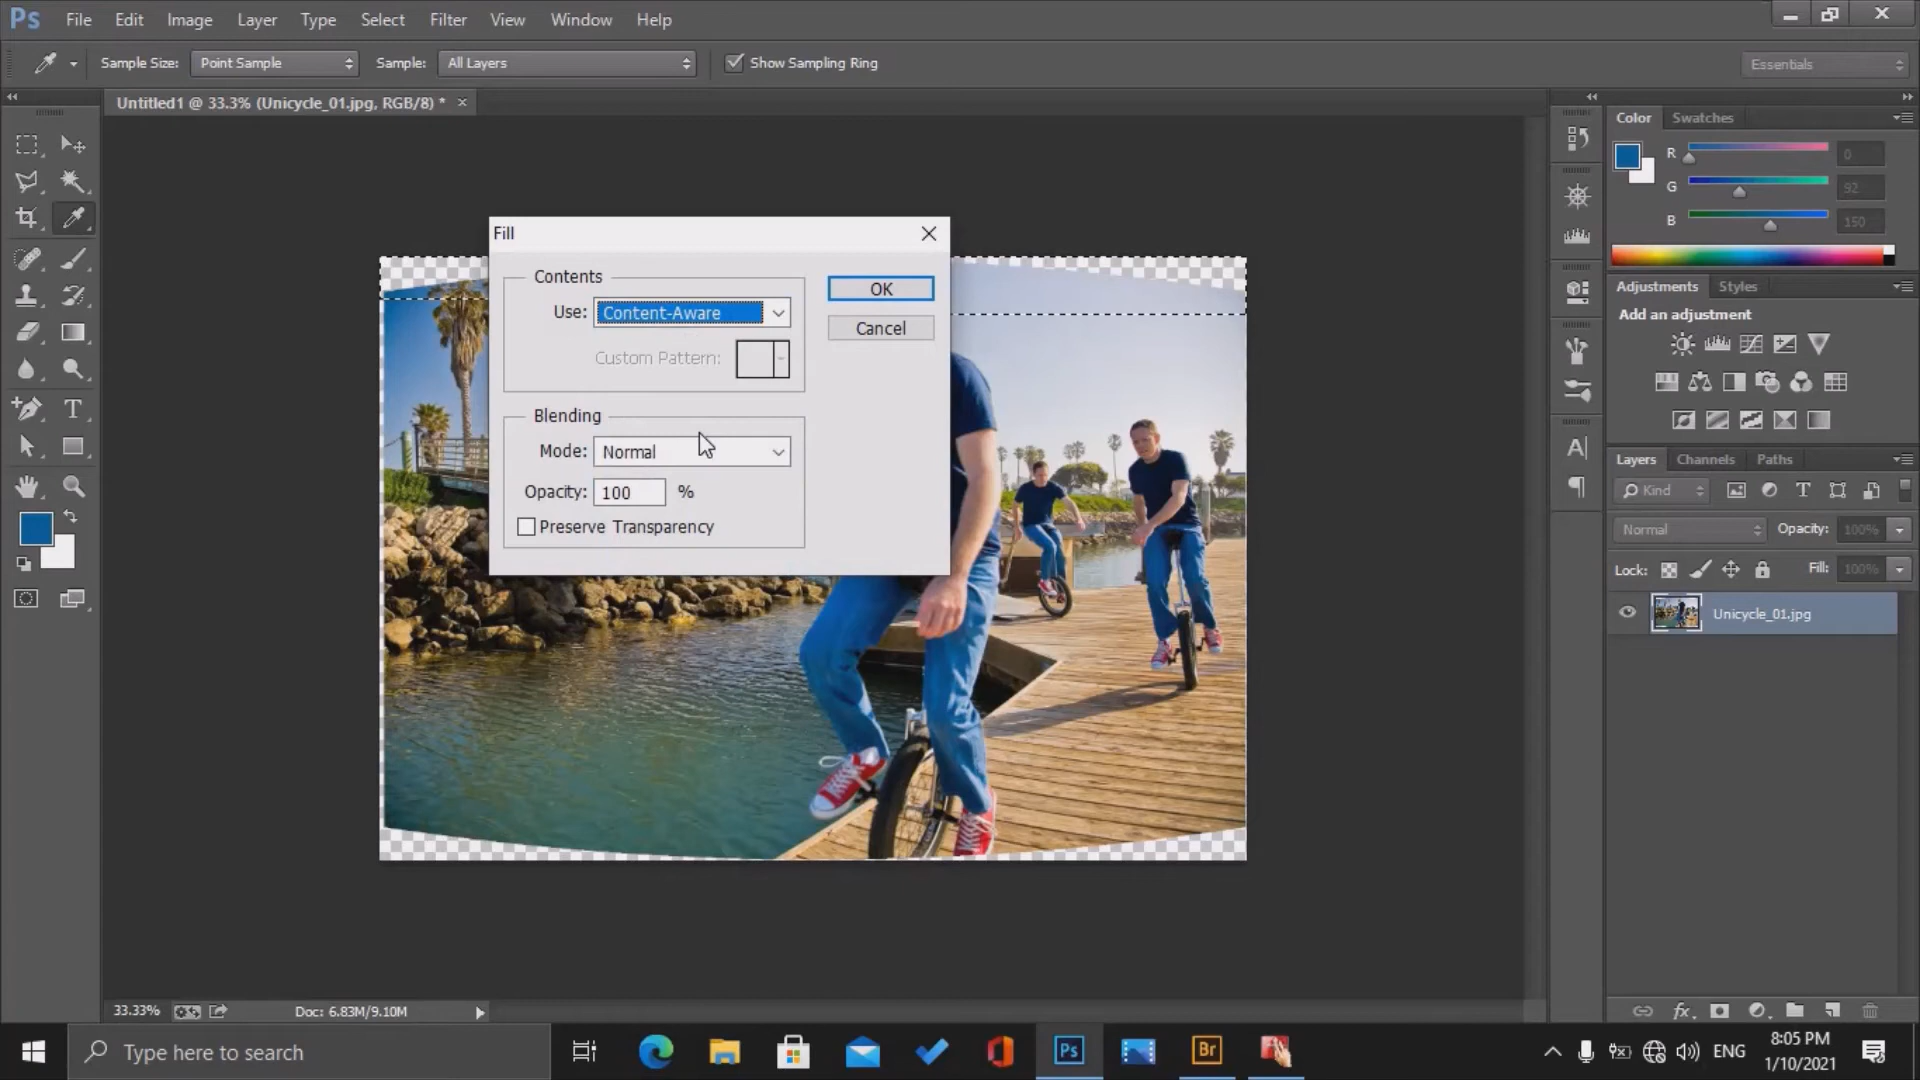 Ps File Edit Image Layer Type Select Filter View Window Help
Sample Size: Point Sample Sample: All Layers Show Sampling Ring Essentials
Untitled1 @ 33.3% (Unicycle_01.jpg, RGB/8) * ×
Color Swatches
R 0
G 92
B 150
Adjustments Styles
Add an adjustment
Fill
Contents
Use: Content-Aware
Custom Pattern:
OK
Cancel
Blending
Mode: Normal
Opacity: 100 %
Preserve Transparency
Layers Channels Paths
Kind
Normal Opacity: 100%
Lock: Fill: 100%
Unicycle_01.jpg
33.33% Doc: 6.83M/9.10M
Type here to search
Ps
Br
ENG
8:05 PM
1/10/2021